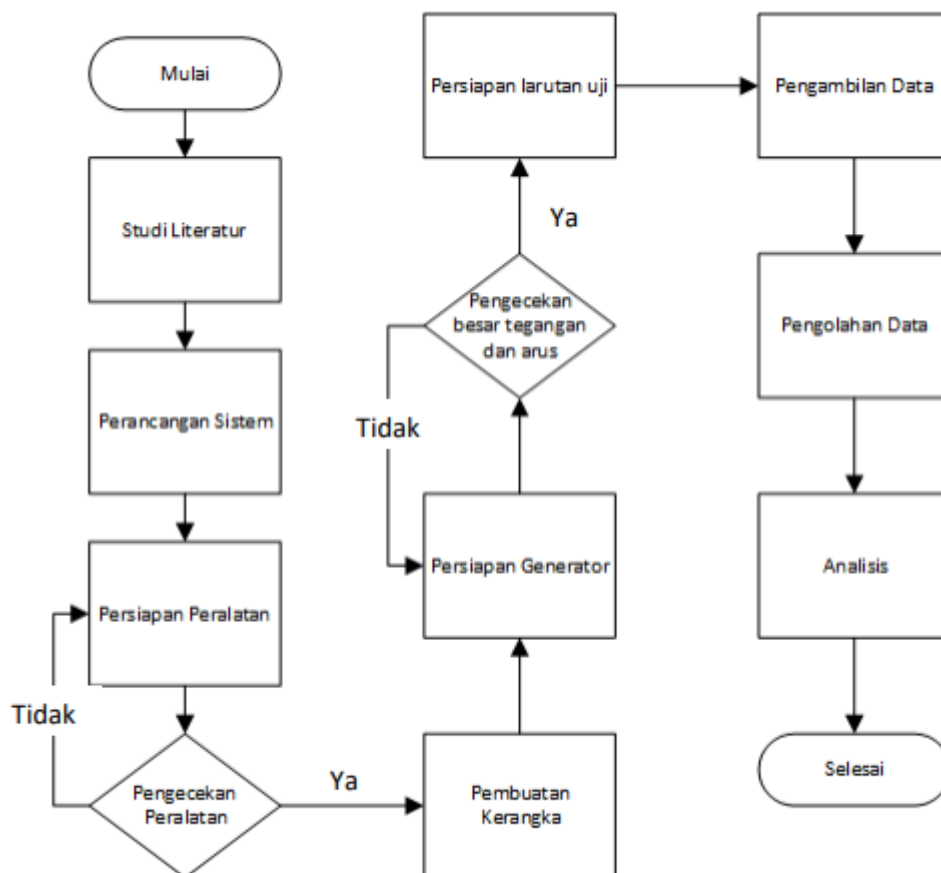 Mulai
Studi Literatur
Perancangan Sistem
Persiapan Peralatan
Tidak
Pengecekan
Peralatan
Ya
Pembuatan
Kerangka
Persiapan Generator
Tidak
Pengecekan
besar tegangan
dan arus
Ya
Persiapan larutan uji
Pengambilan Data
Pengolahan Data
Analisis
Selesai